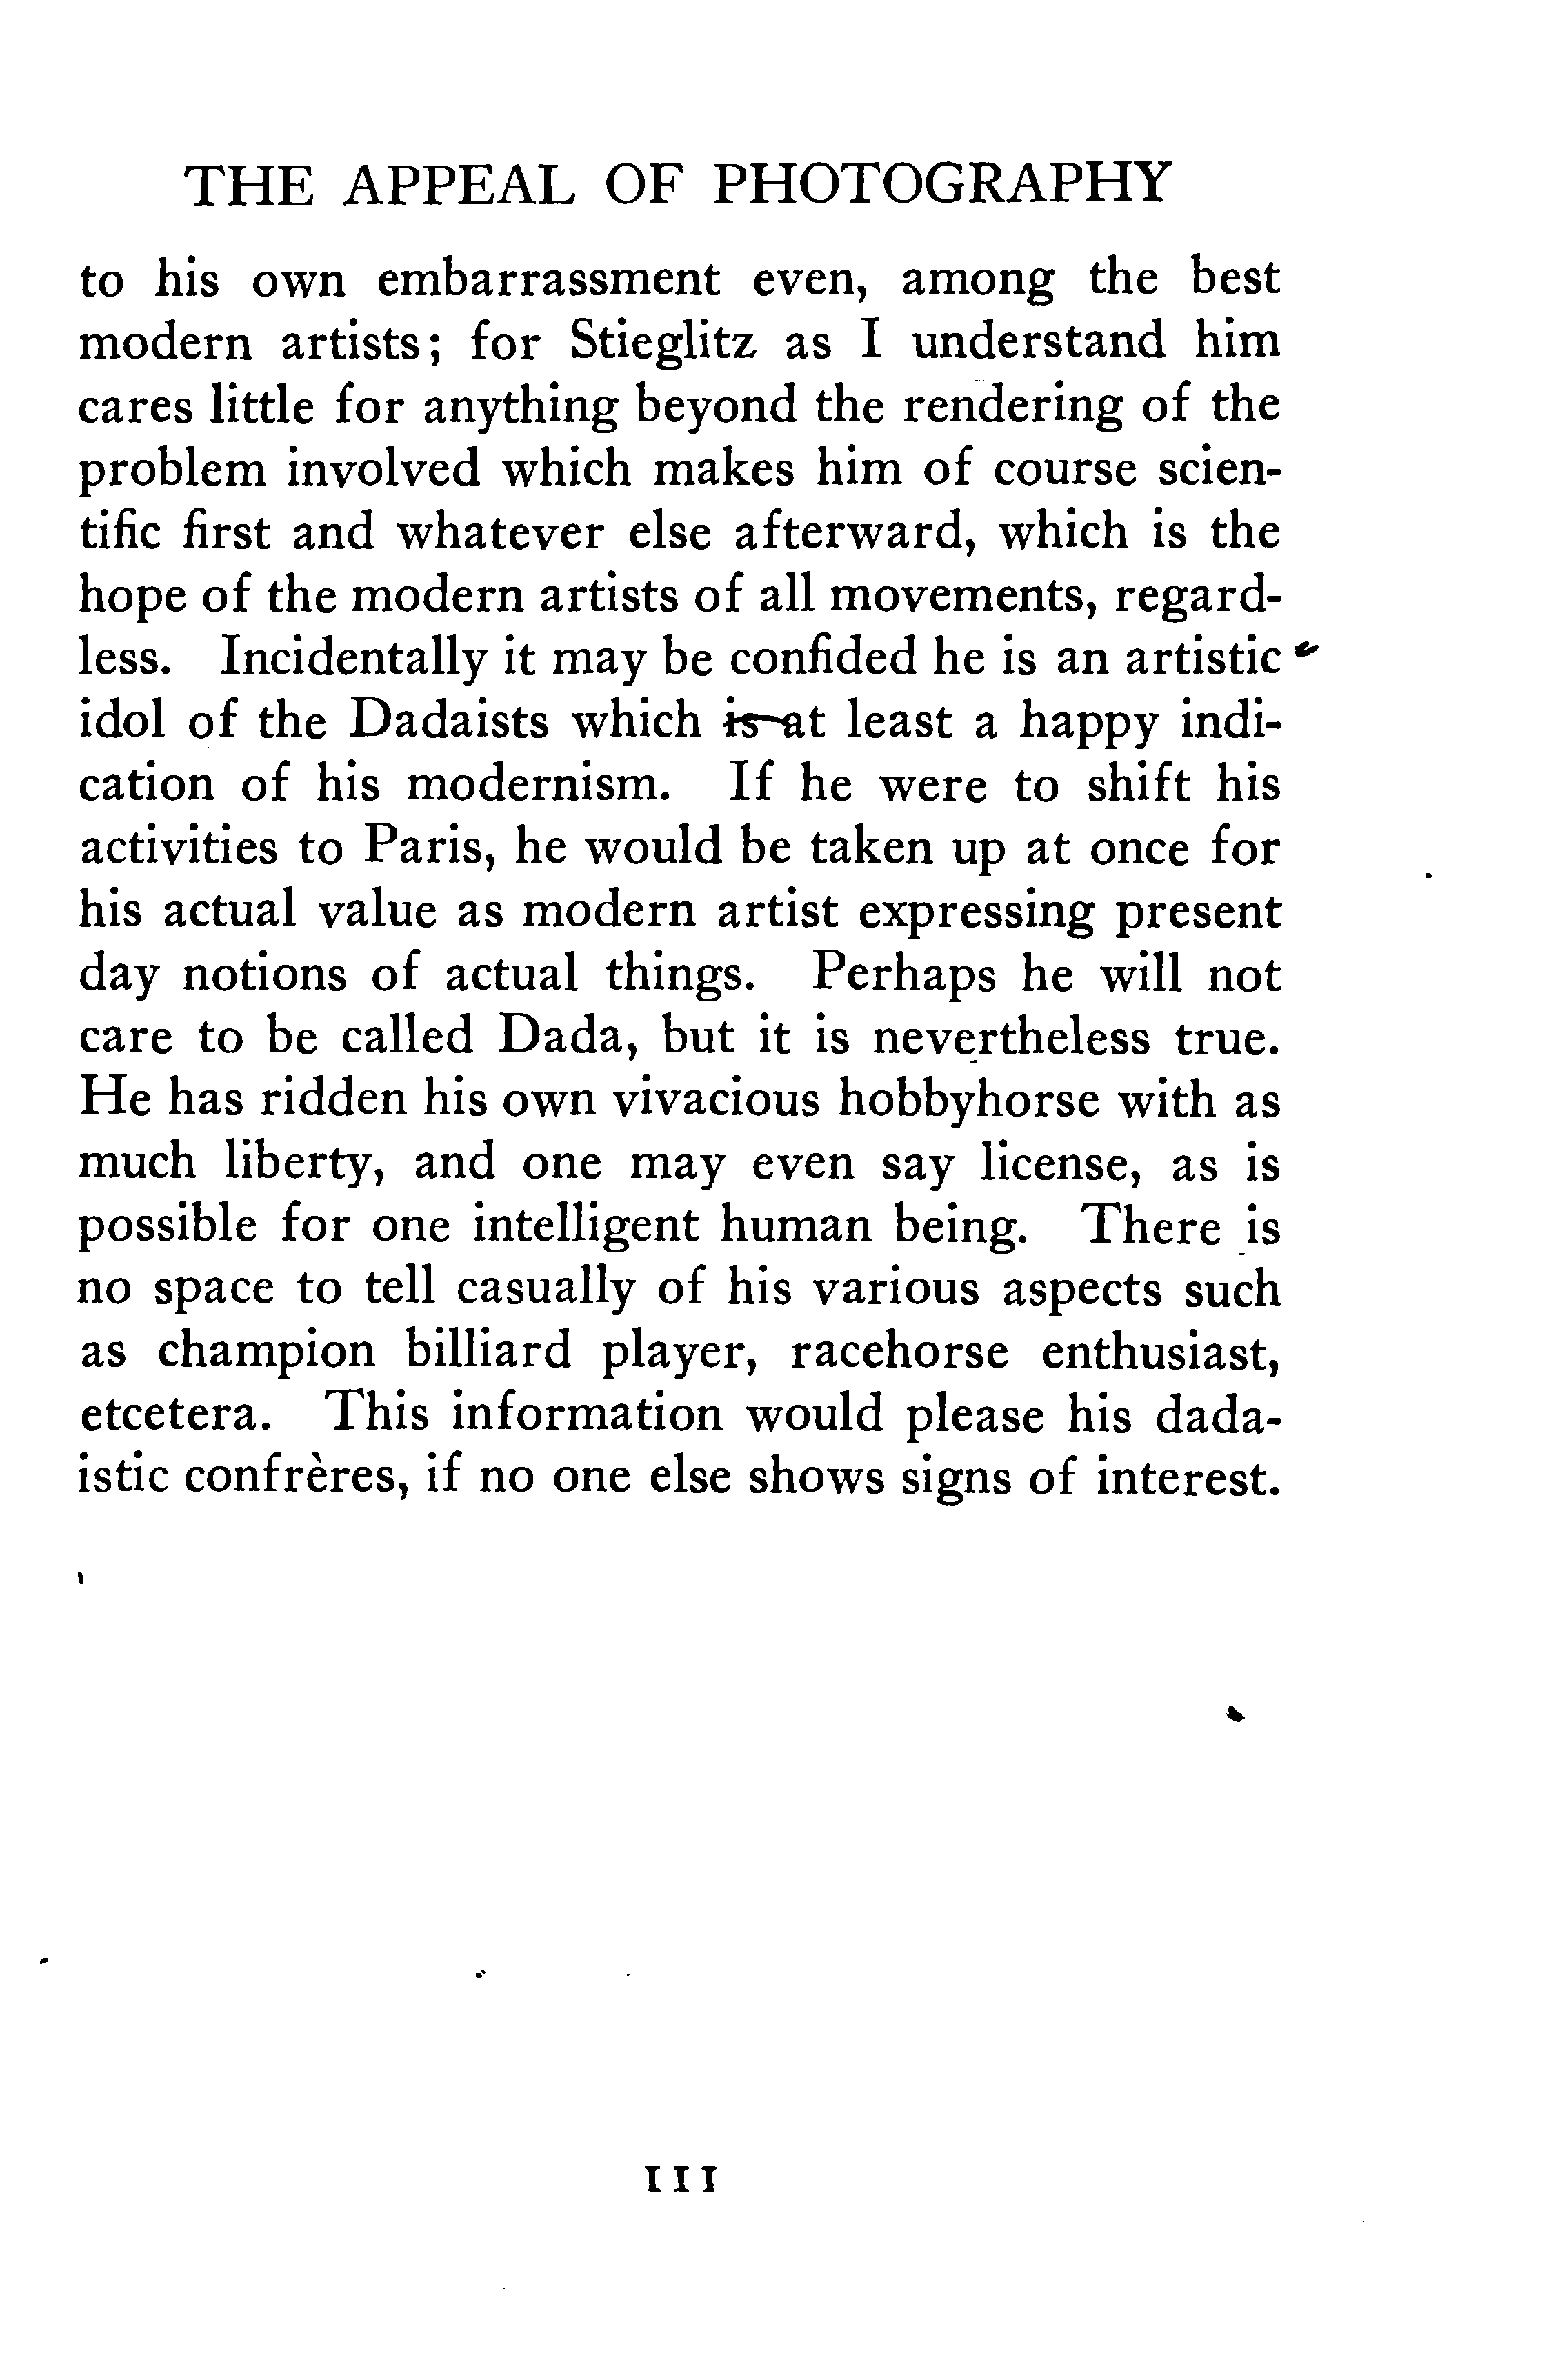 THE APPEAL OF PHOTOGRAPHY
to his own embarrassment even, among the best
modern artists; for Stieglitz as I understand him
cares little for anything beyond the rendering of the
problem involved which makes him of course scien-
tific first and whatever else afterward, which is the
hope of the modern artists of all movements, regard-
less. Incidentally it may be confided he is an artistic
idol of the Dadaists which is at least a happy indi-
cation of his modernism. If he were to shift his
activities to Paris, he would be taken up at once for
his actual value as modern artist expressing present
day notions of actual things. Perhaps he will not
care to be called Dada, but it is nevertheless true.
He has ridden his own vivacious hobbyhorse with as
much liberty, and one may even say license, as is
possible for one intelligent human being. There is
no space to tell casually of his various aspects such
as champion billiard player, racehorse enthusiast,
etcetera. This information would please his dada-
istic confrères, if no one else shows signs of interest.
111